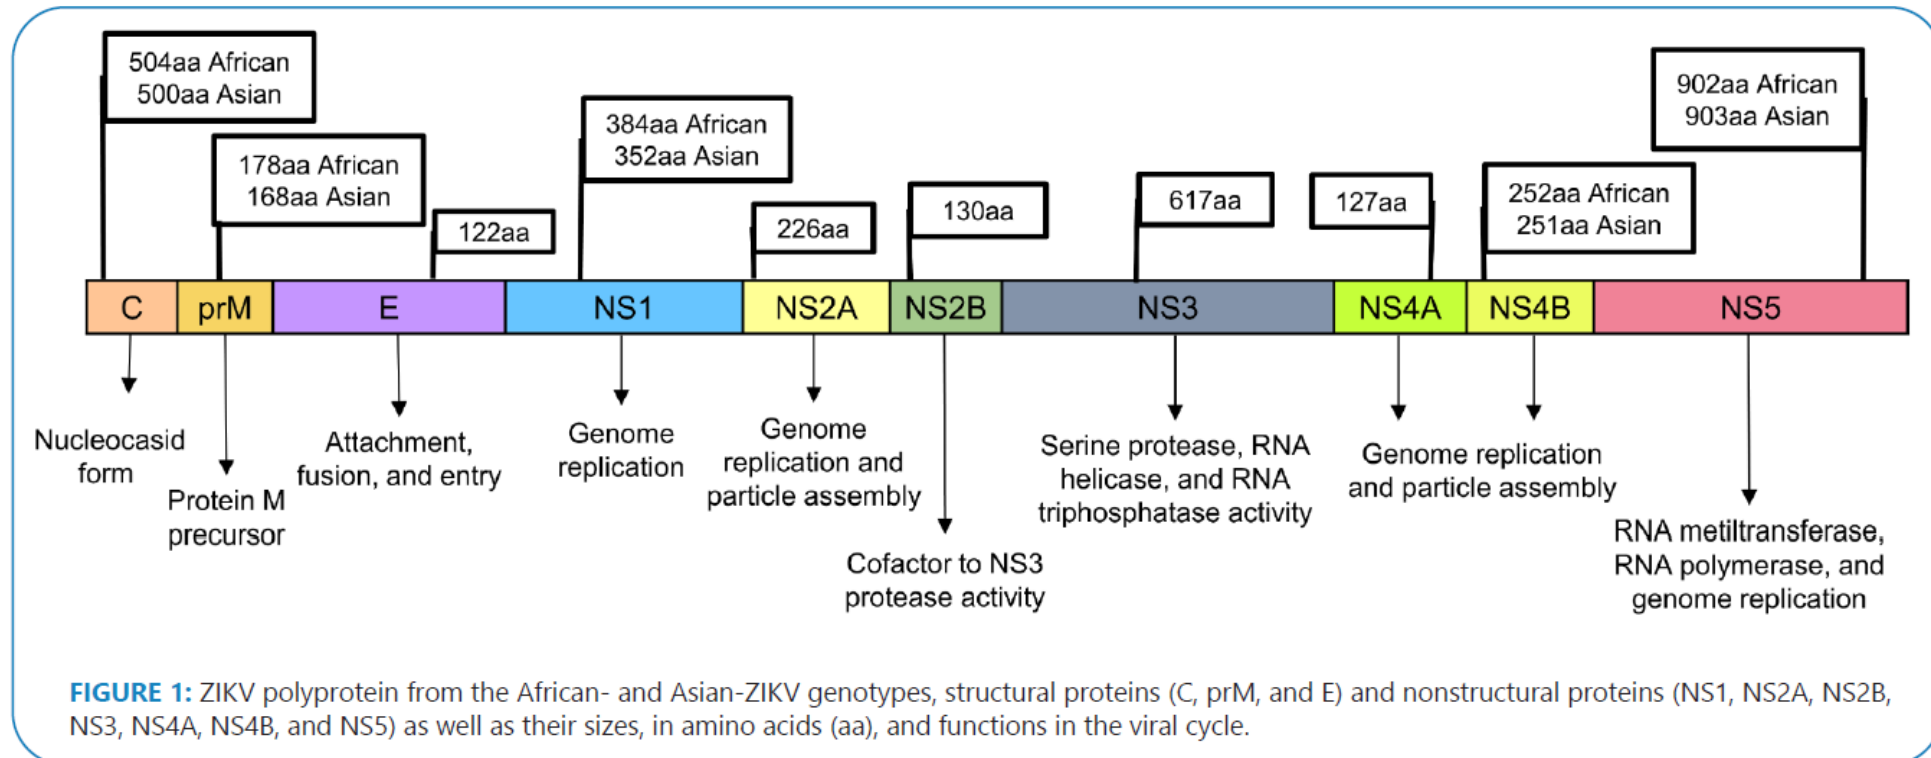 504aa African
500aa Asian
178aa African
168aa Asian
122aa
384aa African
352aa Asian
226aa
130aa
617aa
127aa
252aa African
251aa Asian
902aa African
903aa Asian
C
prM
E
NS1
NS2A
NS2B
NS3
NS4A
NS4B
NS5
Nucleocasid
form
Protein M
precursor
Attachment,
fusion, and entry
Genome
replication
Genome
replication and
particle assembly
Cofactor to NS3
protease activity
Serine protease, RNA
helicase, and RNA
triphosphatase activity
Genome replication
and particle assembly
RNA metiltransferase,
RNA polymerase, and
genome replication
FIGURE 1: ZIKV polyprotein from the African- and Asian-ZIKV genotypes, structural proteins (C, prM, and E) and nonstructural proteins (NS1, NS2A, NS2B,
NS3, NS4A, NS4B, and NS5) as well as their sizes, in amino acids (aa), and functions in the viral cycle.